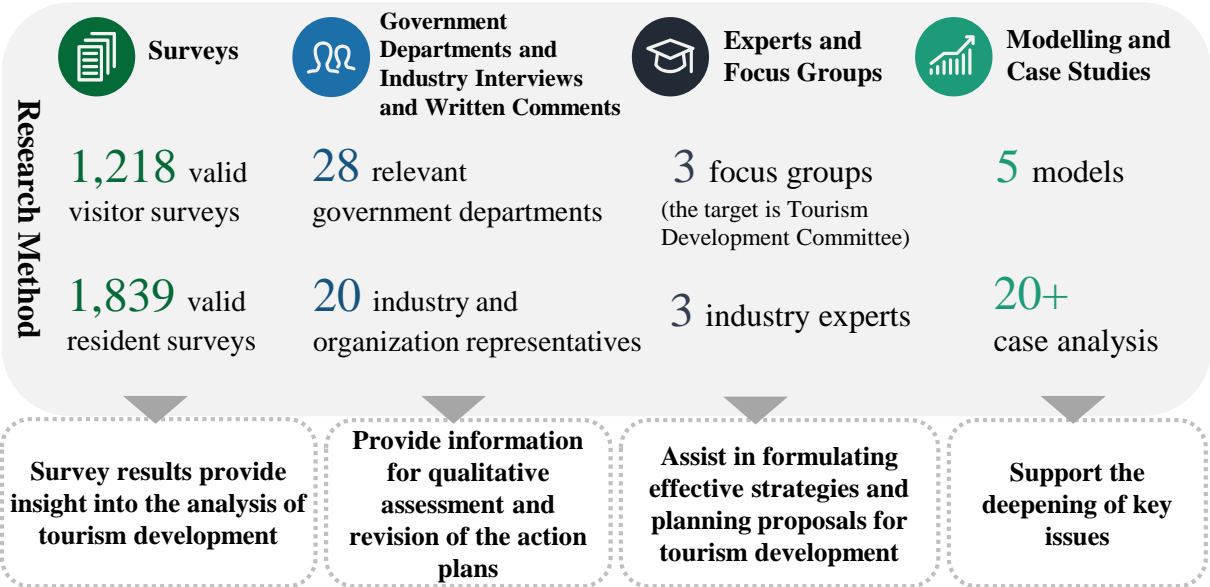 Research Method
Surveys
1,218 valid
visitor surveys
1,839 valid
resident surveys
Survey results provide
insight into the analysis of
tourism development
Government
Departments and
Industry Interviews
and Written Comments
28 relevant
government departments
20 industry and
organization representatives
Provide information
for qualitative
assessment and
revision of the action
plans
Experts and
Focus Groups
3 focus groups
(the target is Tourism
Development Committee)
3 industry experts
Assist in formulating
effective strategies and
planning proposals for
tourism development
Modelling and
Case Studies
5 models
20+
case analysis
Support the
deepening of key
issues